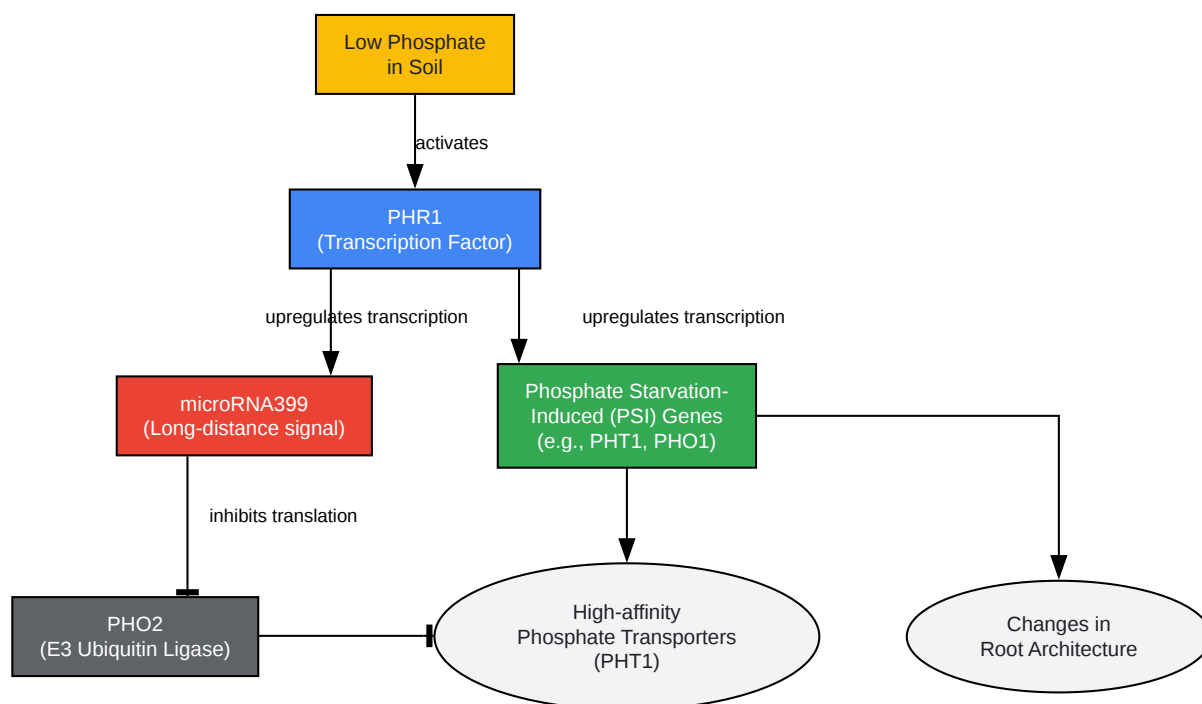 Low Phosphate
in Soil
activates
PHR1
(Transcription Factor)
upregulates transcription
upregulates transcription
microRNA399
(Long-distance signal)
Phosphate Starvation-
Induced (PSI) Genes
(e.g., PHT1, PHO1)
inhibits translation
PHO2
(E3 Ubiquitin Ligase)
High-affinity
Phosphate Transporters
(PHT1)
Changes in
Root Architecture